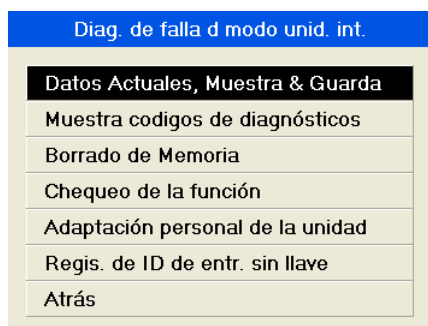 Diag. de falla d modo unid. int.
Datos Actuales, Muestra & Guarda
Muestra codigos de diagnósticos
Borrado de Memoria
Chequeo de la función
Adaptación personal de la unidad
Regis. de ID de entr. sin llave
Atrás